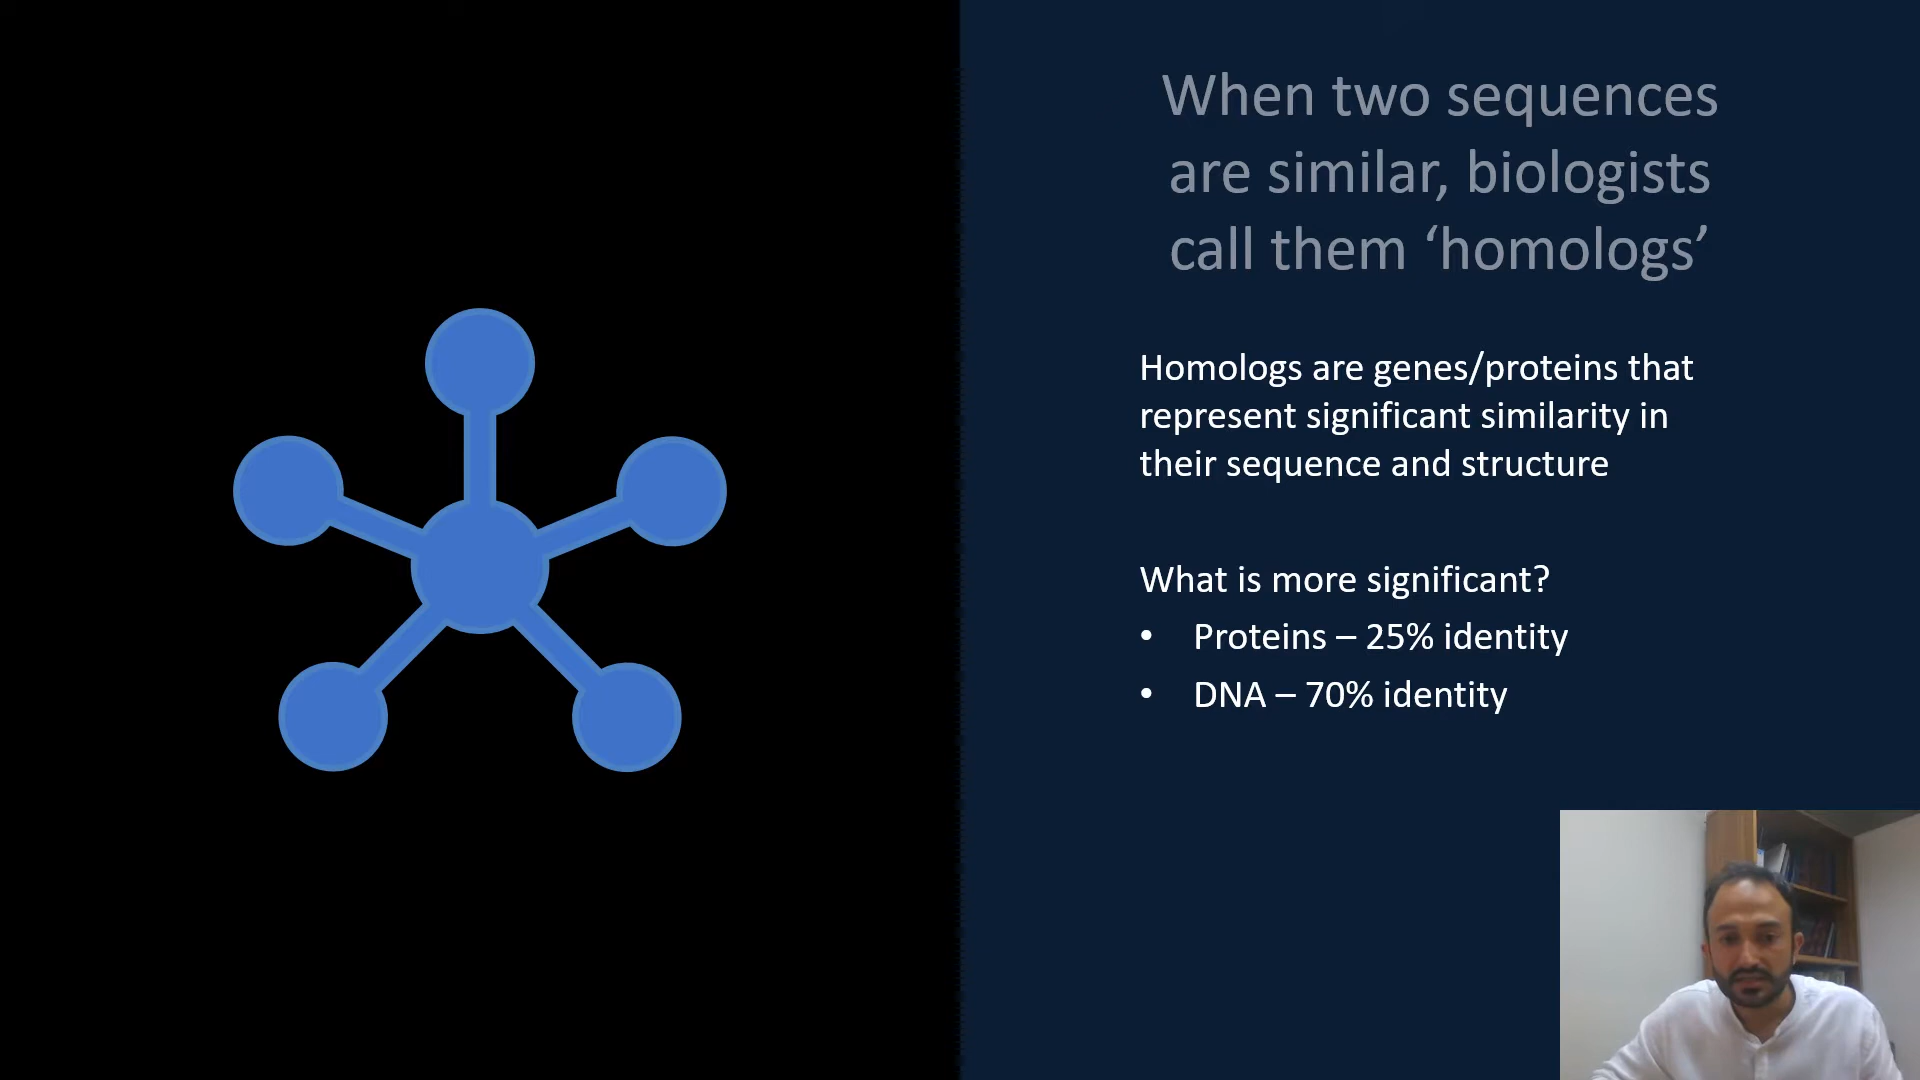 When two sequences
are similar, biologists
call them ‘homologs’
Homologs are genes/proteins that
represent significant similarity in
their sequence and structure
What is more significant?
• Proteins – 25% identity
• DNA – 70% identity